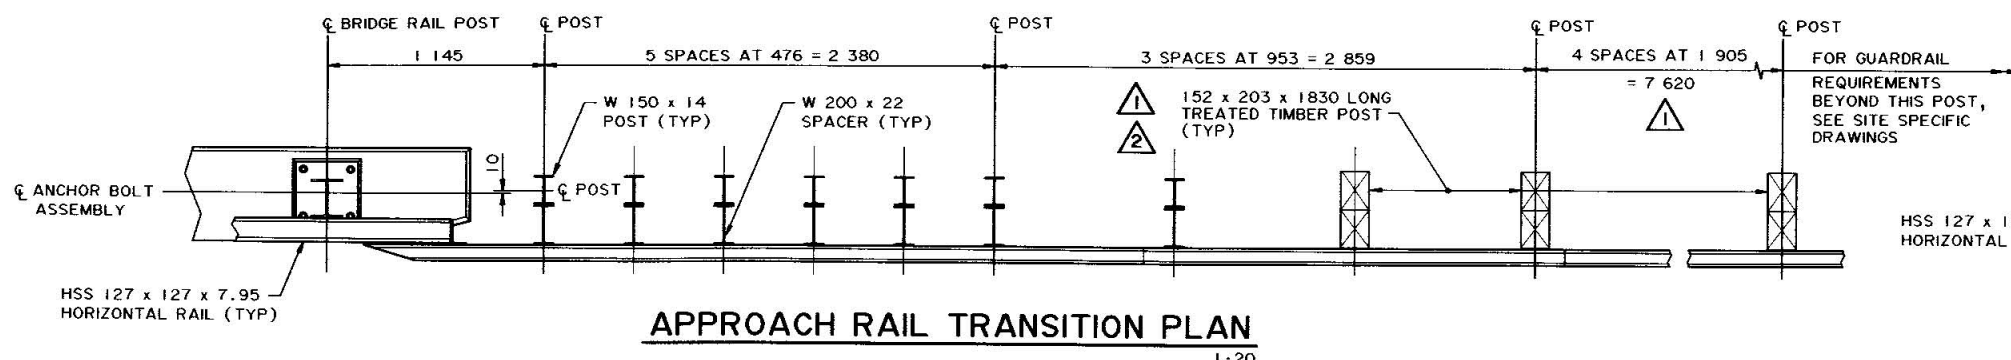 ℄ BRIDGE RAIL POST
℄ POST
℄ POST
℄ POST
℄ POST
1 145
5 SPACES AT 476 = 2 380
3 SPACES AT 953 = 2 859
4 SPACES AT 1 905
= 7 620
FOR GUARDRAIL
REQUIREMENTS
BEYOND THIS POST,
SEE SITE SPECIFIC
DRAWINGS
W 150 x 14
POST (TYP)
W 200 x 22
SPACER (TYP)
1
2
152 x 203 x 1830 LONG
TREATED TIMBER POST
(TYP)
1
10
℄ ANCHOR BOLT
ASSEMBLY
℄ POST
HSS 127 x 1
HORIZONTAL
HSS 127 x 127 x 7.95
HORIZONTAL RAIL (TYP)
APPROACH RAIL TRANSITION PLAN
1:20